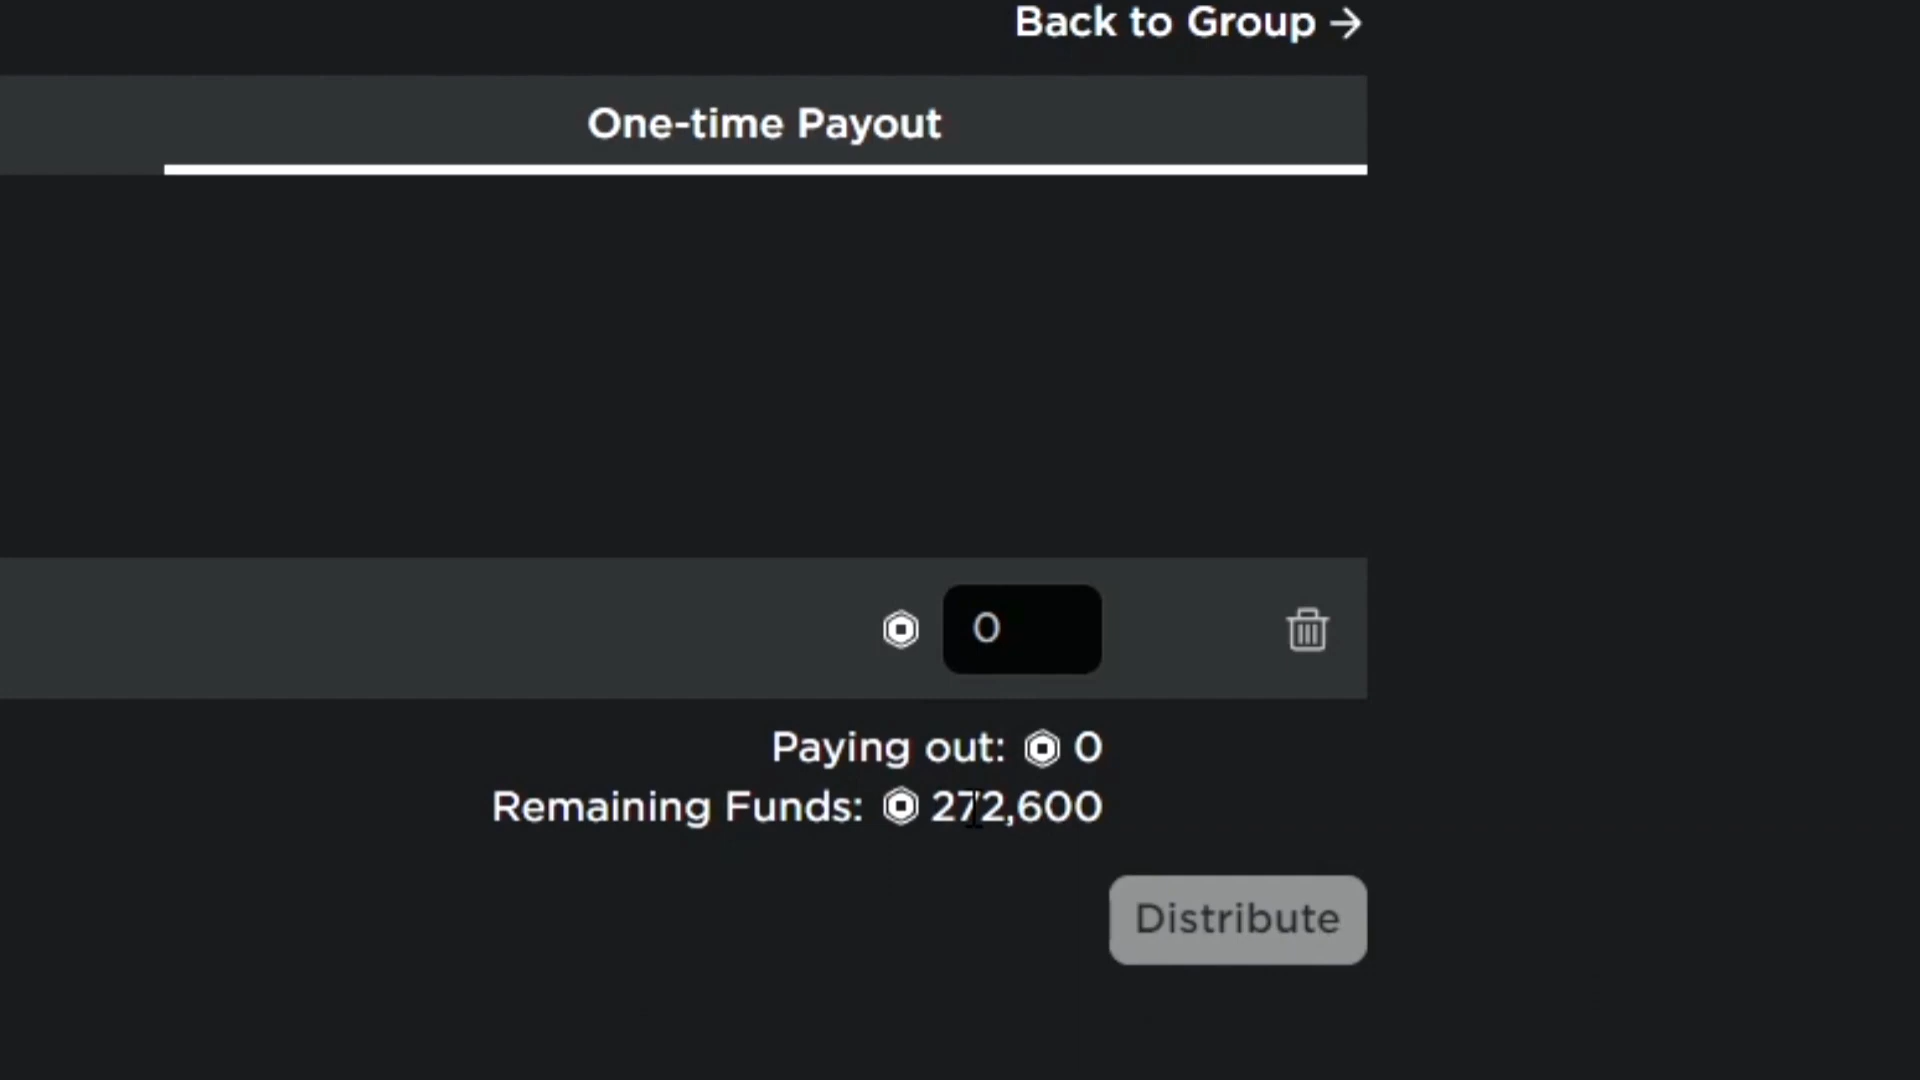 Back to Group →
One-time Payout
0
Paying out: 0
Remaining Funds: 272,600
Distribute